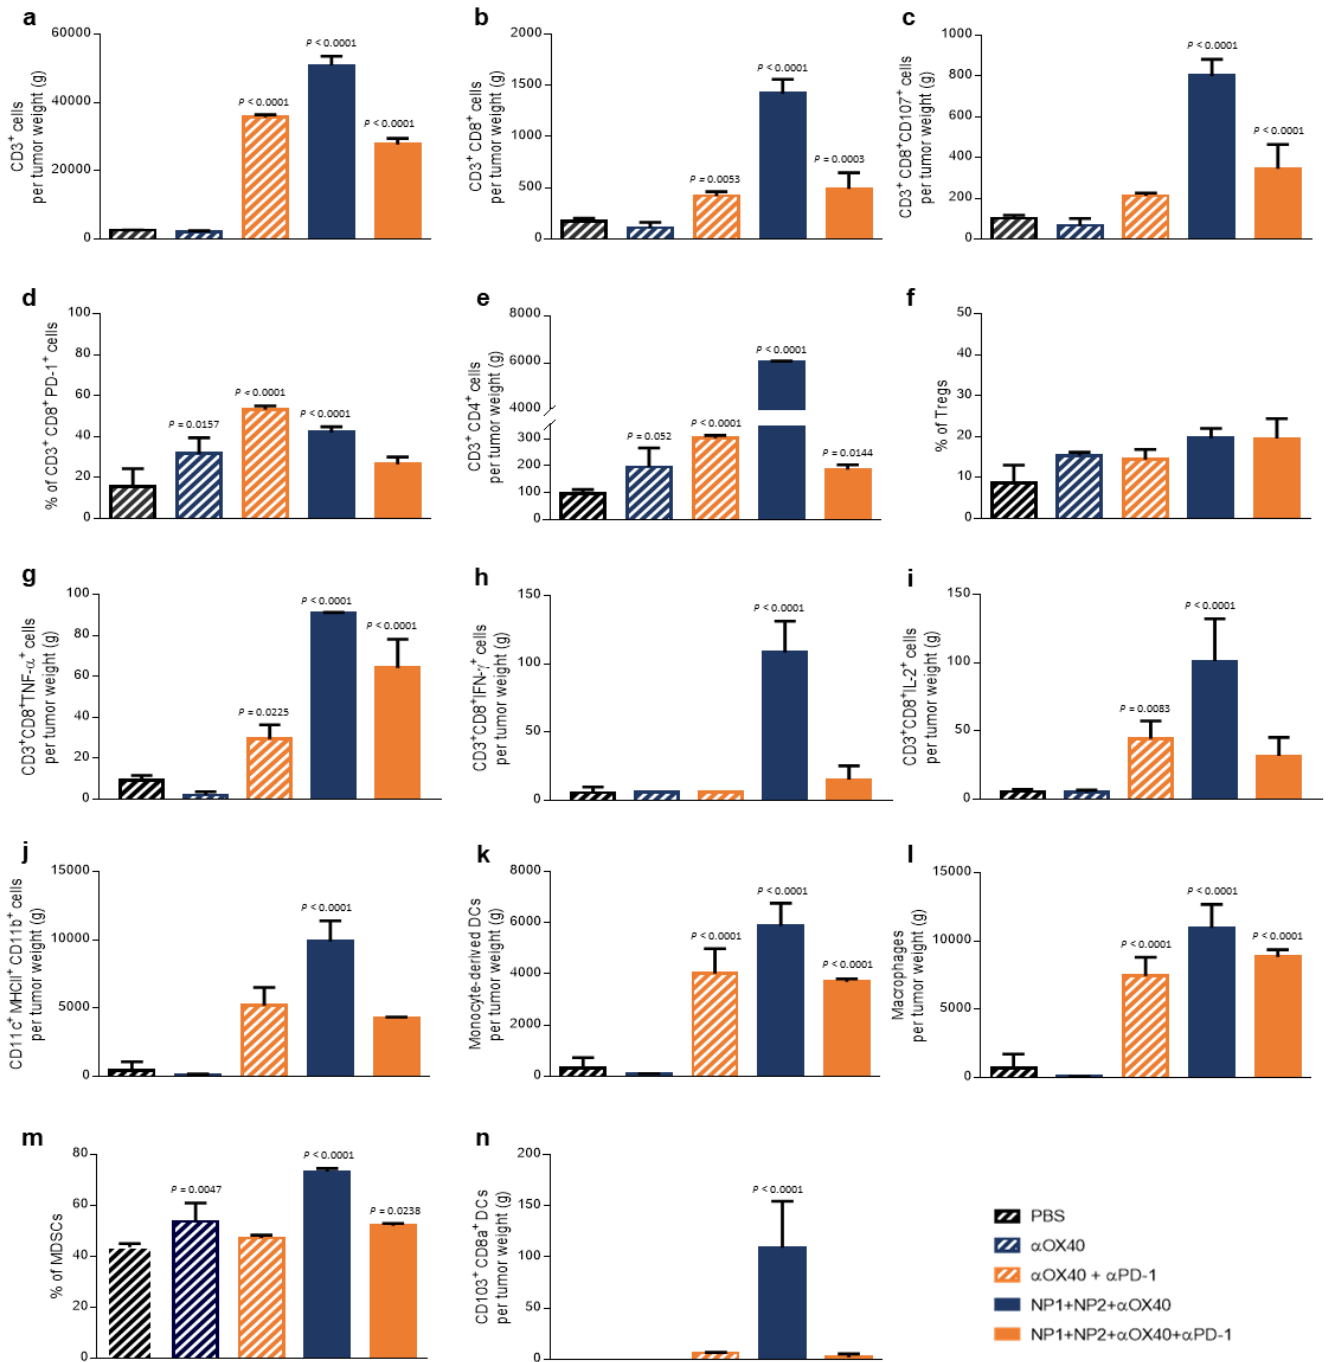 a
CD3+ cells
per tumor weight (g)
60000
40000
20000
0
P < 0.0001
P < 0.0001
P < 0.0001
b
CD3+ CD8+ cells
per tumor weight (g)
2000
1500
1000
500
0
P = 0.0053
P < 0.0001
P = 0.0003
c
CD3+ CD8+CD107+ cells
per tumor weight (g)
1000
800
600
400
200
0
P < 0.0001
P < 0.0001
d
% of CD3+ CD8+ PD-1+ cells
100
80
60
40
20
0
P = 0.0157
P < 0.0001
P < 0.0001
e
CD3+ CD4+ cells
per tumor weight (g)
8000
6000
4000
300
200
100
0
P = 0.052
P < 0.0001
P < 0.0001
P = 0.0144
f
% of Tregs
50
40
30
20
10
0
g
CD3+CD8+TNF-α+ cells
per tumor weight (g)
100
80
60
40
20
0
P = 0.0225
P < 0.0001
P < 0.0001
h
CD3+CD8+IFN-γ+ cells
per tumor weight (g)
150
100
50
0
P < 0.0001
i
CD3+CD8+IL-2+ cells
per tumor weight (g)
150
100
50
0
P = 0.0083
P < 0.0001
j
CD11c+ MHCII+ CD11b+ cells
per tumor weight (g)
15000
10000
5000
0
P < 0.0001
k
Monocyte-derived DCs
per tumor weight (g)
8000
6000
4000
2000
0
P < 0.0001
P < 0.0001
P < 0.0001
l
Macrophages
per tumor weight (g)
15000
10000
5000
0
P < 0.0001
P < 0.0001
P < 0.0001
m
% of MDSCs
80
60
40
20
0
P = 0.0047
P < 0.0001
P = 0.0238
n
CD103+ CD8a+ DCs
per tumor weight (g)
200
150
100
50
0
P < 0.0001
PBS
αOX40
αOX40 + αPD-1
NP1+NP2+αOX40
NP1+NP2+αOX40+αPD-1